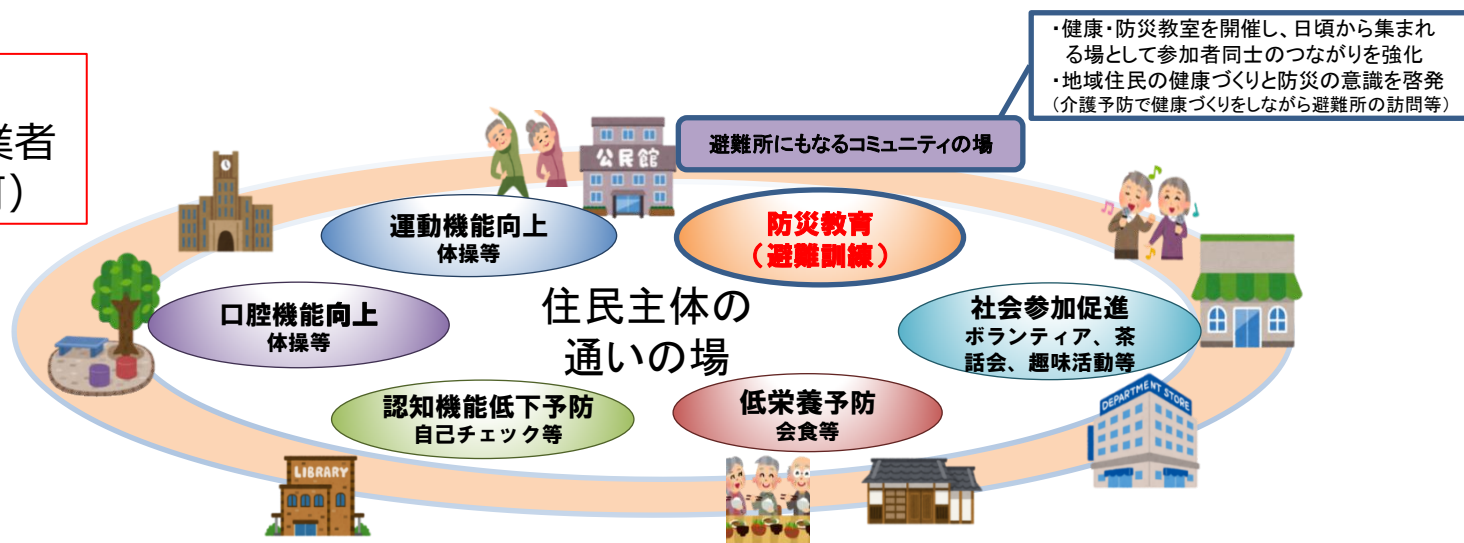 ・健康・防災教室を開催し、日頃から集まれ
る場として参加者同士のつながりを強化
・地域住民の健康づくりと防災の意識を啓発
(介護予防で健康づくりをしながら避難所の訪問等)
業者
可)
公民館
避難所にもなるコミュニティの場
運動機能向上
体操等
防災教育
(避難訓練)
口腔機能向上
体操等
住民主体の
通いの場
社会参加促進
ボランティア、茶
話会、趣味活動等
認知機能低下予防
自己チェック等
低栄養予防
会食等
DEPARTMENT STORE
LIBRARY